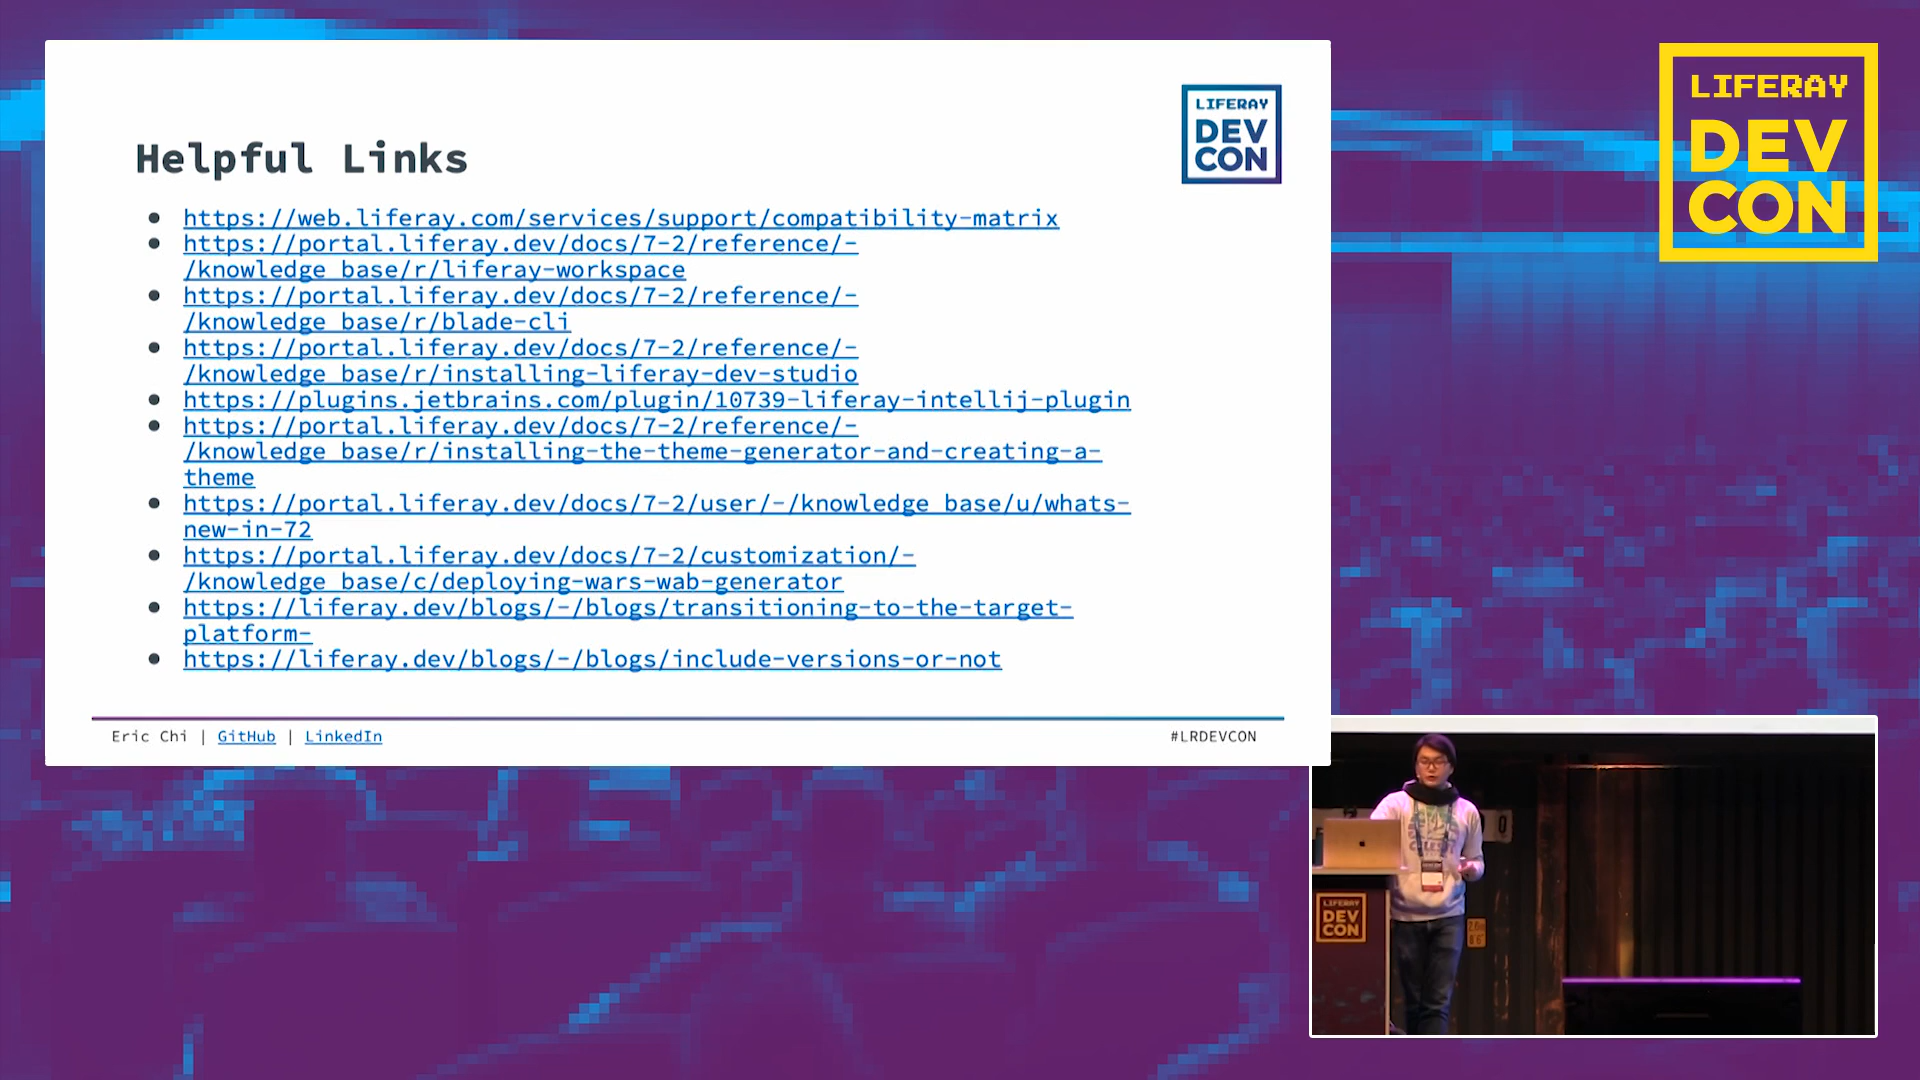 LIFERAY
DEV
CON
Helpful Links
https://web.liferay.com/services/support/compatibility-matrix
https://portal.liferay.dev/docs/7-2/reference/-
/knowledge_base/r/liferay-workspace
https://portal.liferay.dev/docs/7-2/reference/-
/knowledge_base/r/blade-cli
https://portal.liferay.dev/docs/7-2/reference/-
/knowledge_base/r/installing-liferay-dev-studio
https://plugins.jetbrains.com/plugin/10739-liferay-intellij-plugin
https://portal.liferay.dev/docs/7-2/reference/-
/knowledge_base/r/installing-the-theme-generator-and-creating-a-
theme
https://portal.liferay.dev/docs/7-2/user/-/knowledge_base/u/whats-
new-in-72
https://portal.liferay.dev/docs/7-2/customization/-
/knowledge_base/c/deploying-wars-wab-generator
https://liferay.dev/blogs/-/blogs/transitioning-to-the-target-
platform-
https://liferay.dev/blogs/-/blogs/include-versions-or-not
Eric Chi | GitHub | LinkedIn
#LRDEVCON
LIFERAY
DEV
CON
LIFERAY
DEV
CON